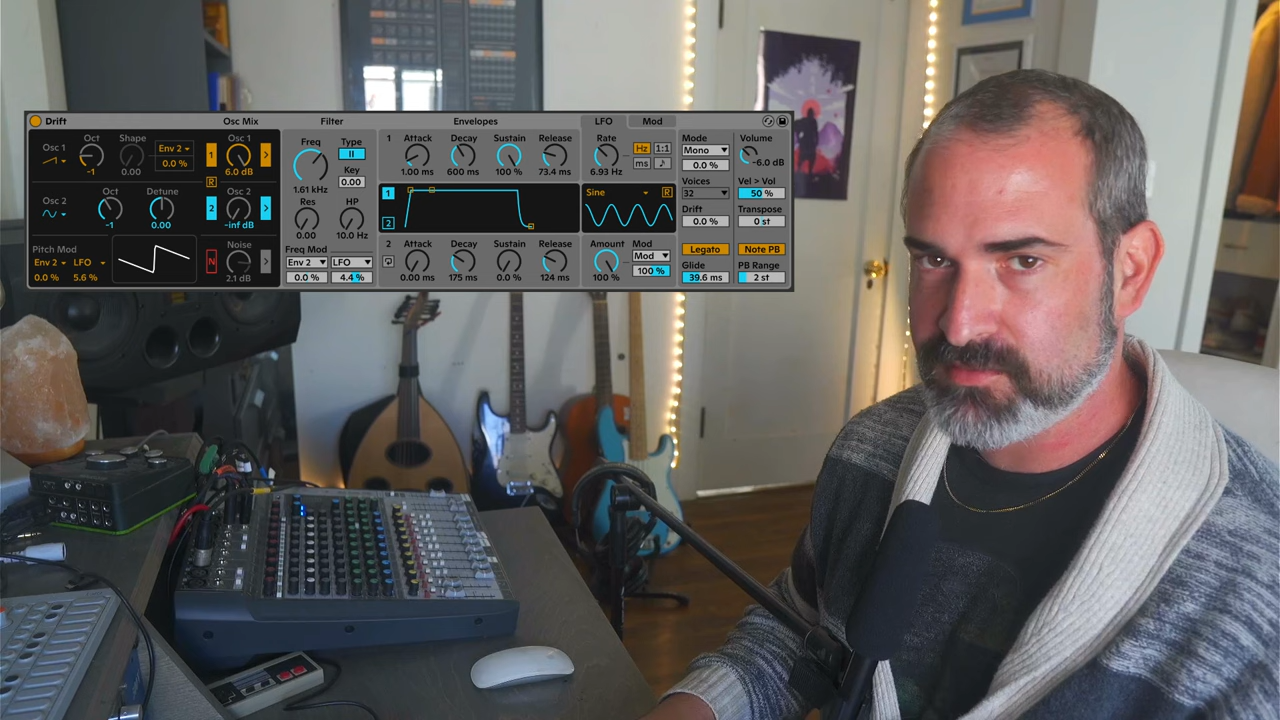 Drift Osc Mix Filter Envelopes LFO Mod
Osc 1 Oct -1 Shape 0.00 Env 2 0.0 % 1 Osc 1 6.0 dB
R
Osc 2 Oct -1 Detune 0.00 2 Osc 2 -inf dB
Pitch Mod Env 2 LFO 0.0 % 5.6 % N Noise 2.1 dB
Freq 1.61 kHz Type II Key 0.00
Res 0.00 HP 10.0 Hz
Freq Mod
Env 2 LFO
0.0 % 4.4 %
1 Attack Decay Sustain Release
1.00 ms 600 ms 100 % 73.4 ms
1
2
2 Attack Decay Sustain Release
0.00 ms 175 ms 0.0 % 124 ms
Rate 6.93 Hz Hz 1:1 ms ♪
Sine R
Amount 100 % Mod Mod 100 %
Mode Mono 0.0 %
Voices 32
Drift 0.0 %
Legato
Glide 39.6 ms
Volume -6.0 dB
Vel > Vol 50 %
Transpose 0 st
Note PB
PB Range 2 st